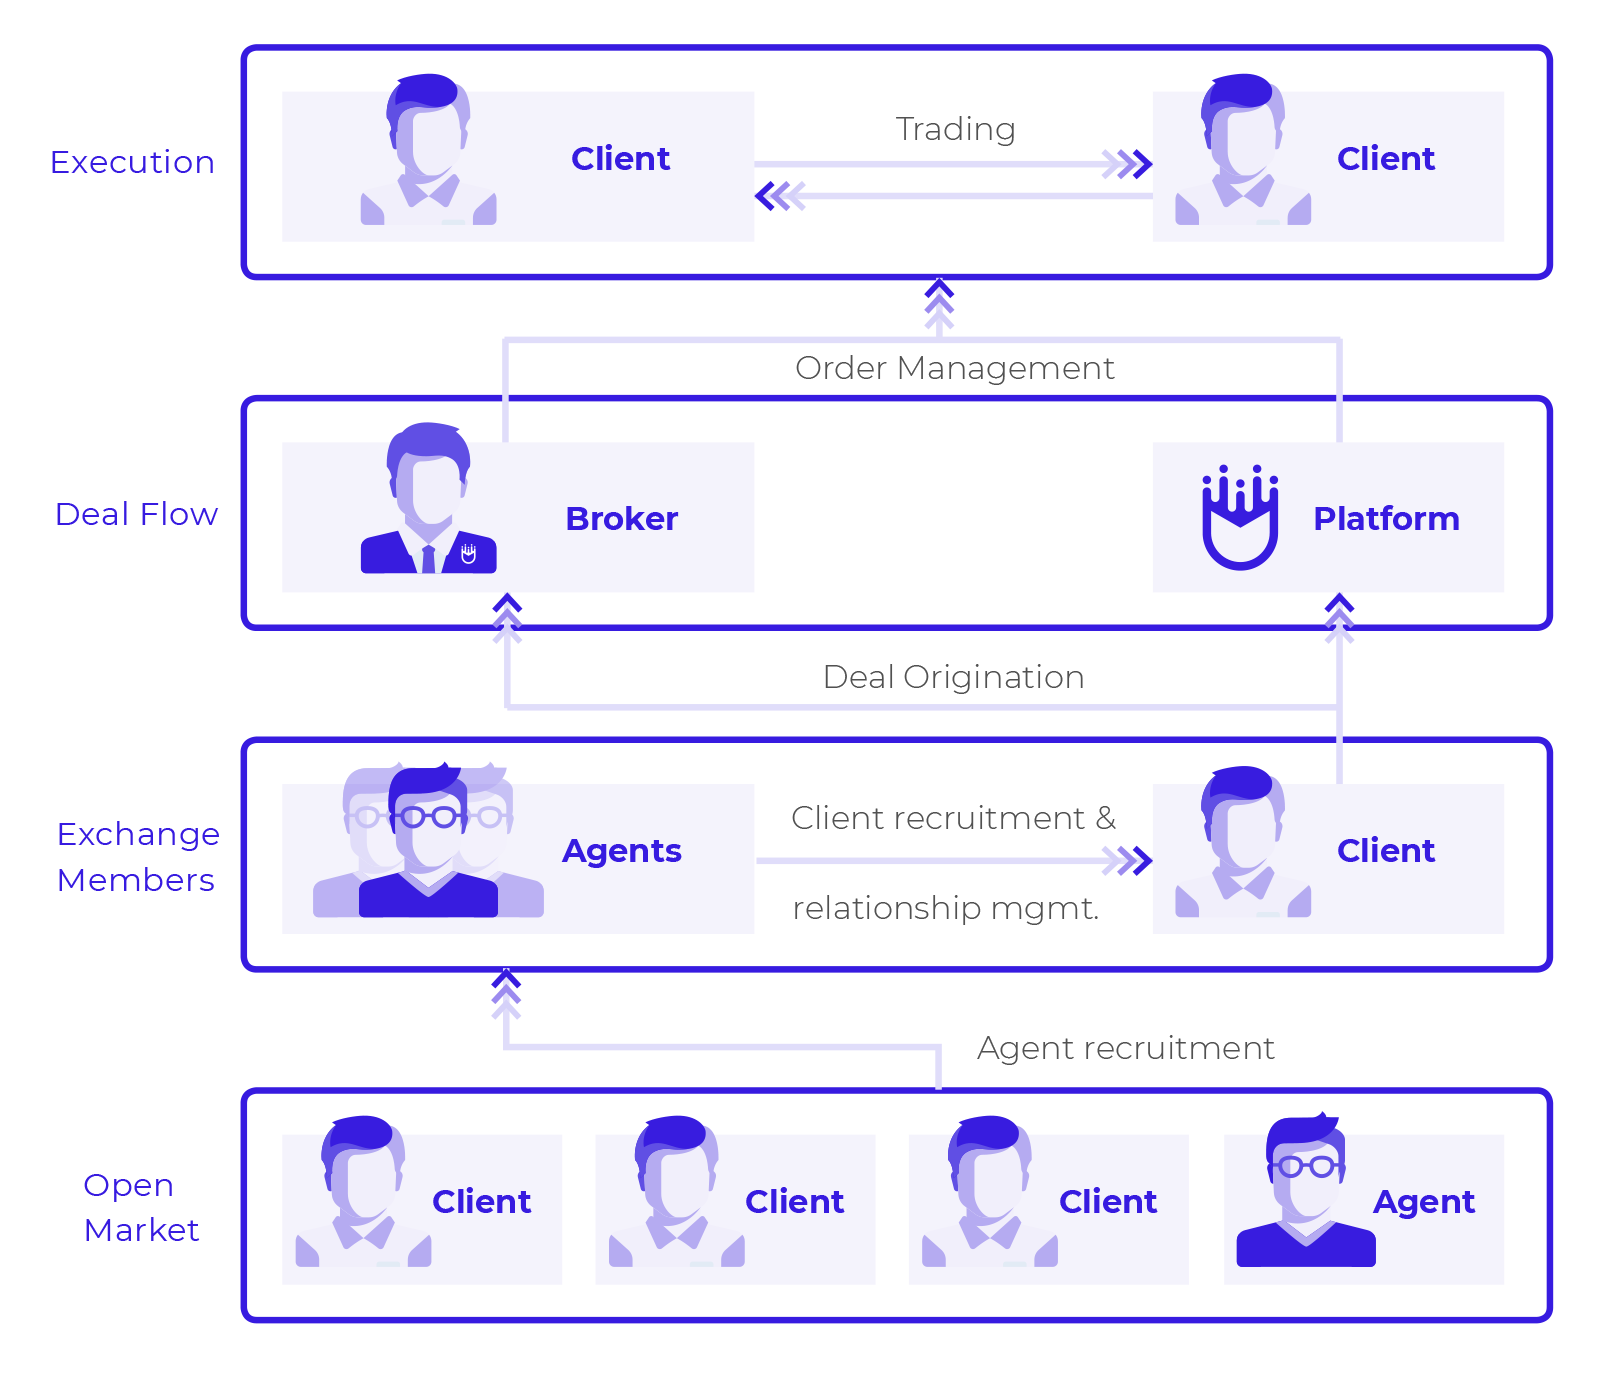 Execution
Client
Trading
Client
Order Management
Deal Flow
Broker
Platform
Deal Origination
Exchange
Members
Agents
Client recruitment &
relationship mgmt.
Client
Agent recruitment
Open
Market
Client
Client
Client
Agent